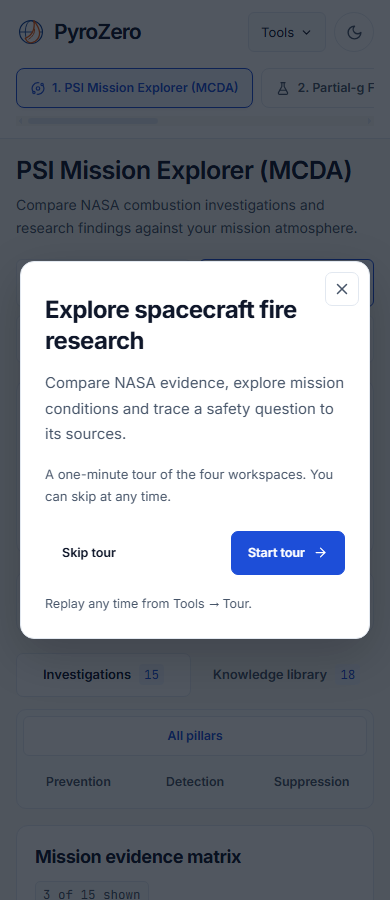 PyroZero
Tools
1. PSI Mission Explorer (MCDA)
2. Partial-g F
PSI Mission Explorer (MCDA)
Compare NASA combustion investigations and
research findings against your mission atmosphere.
Explore spacecraft fire
research
Compare NASA evidence, explore mission
conditions and trace a safety question to
its sources.
A one-minute tour of the four workspaces. You
can skip at any time.
Skip tour
Start tour →
Replay any time from Tools → Tour.
Investigations 15
Knowledge library 18
All pillars
Prevention
Detection
Suppression
Mission evidence matrix
3 of 15 shown